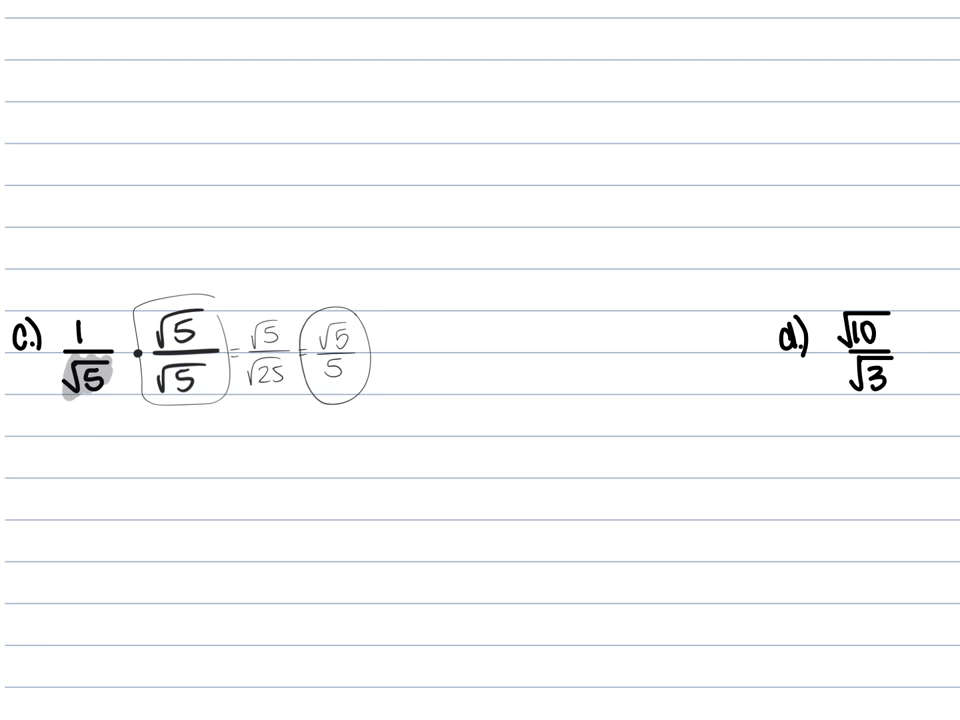 c.) 1/√5 · √5/√5 = √5/√25 = √5/5
d.) √10/√3